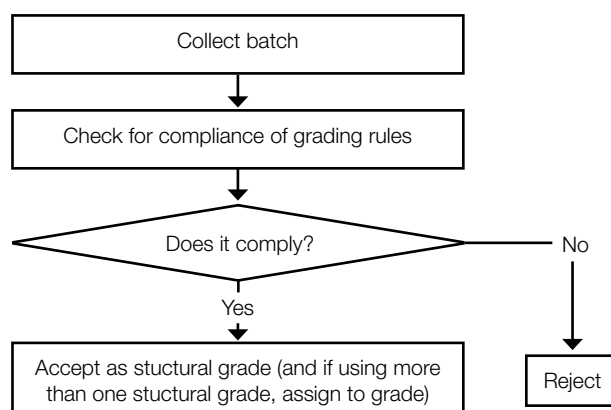 Collect batch
Check for compliance of grading rules
Does it comply?
No
Yes
Accept as stuctural grade (and if using more
than one stuctural grade, assign to grade)
Reject